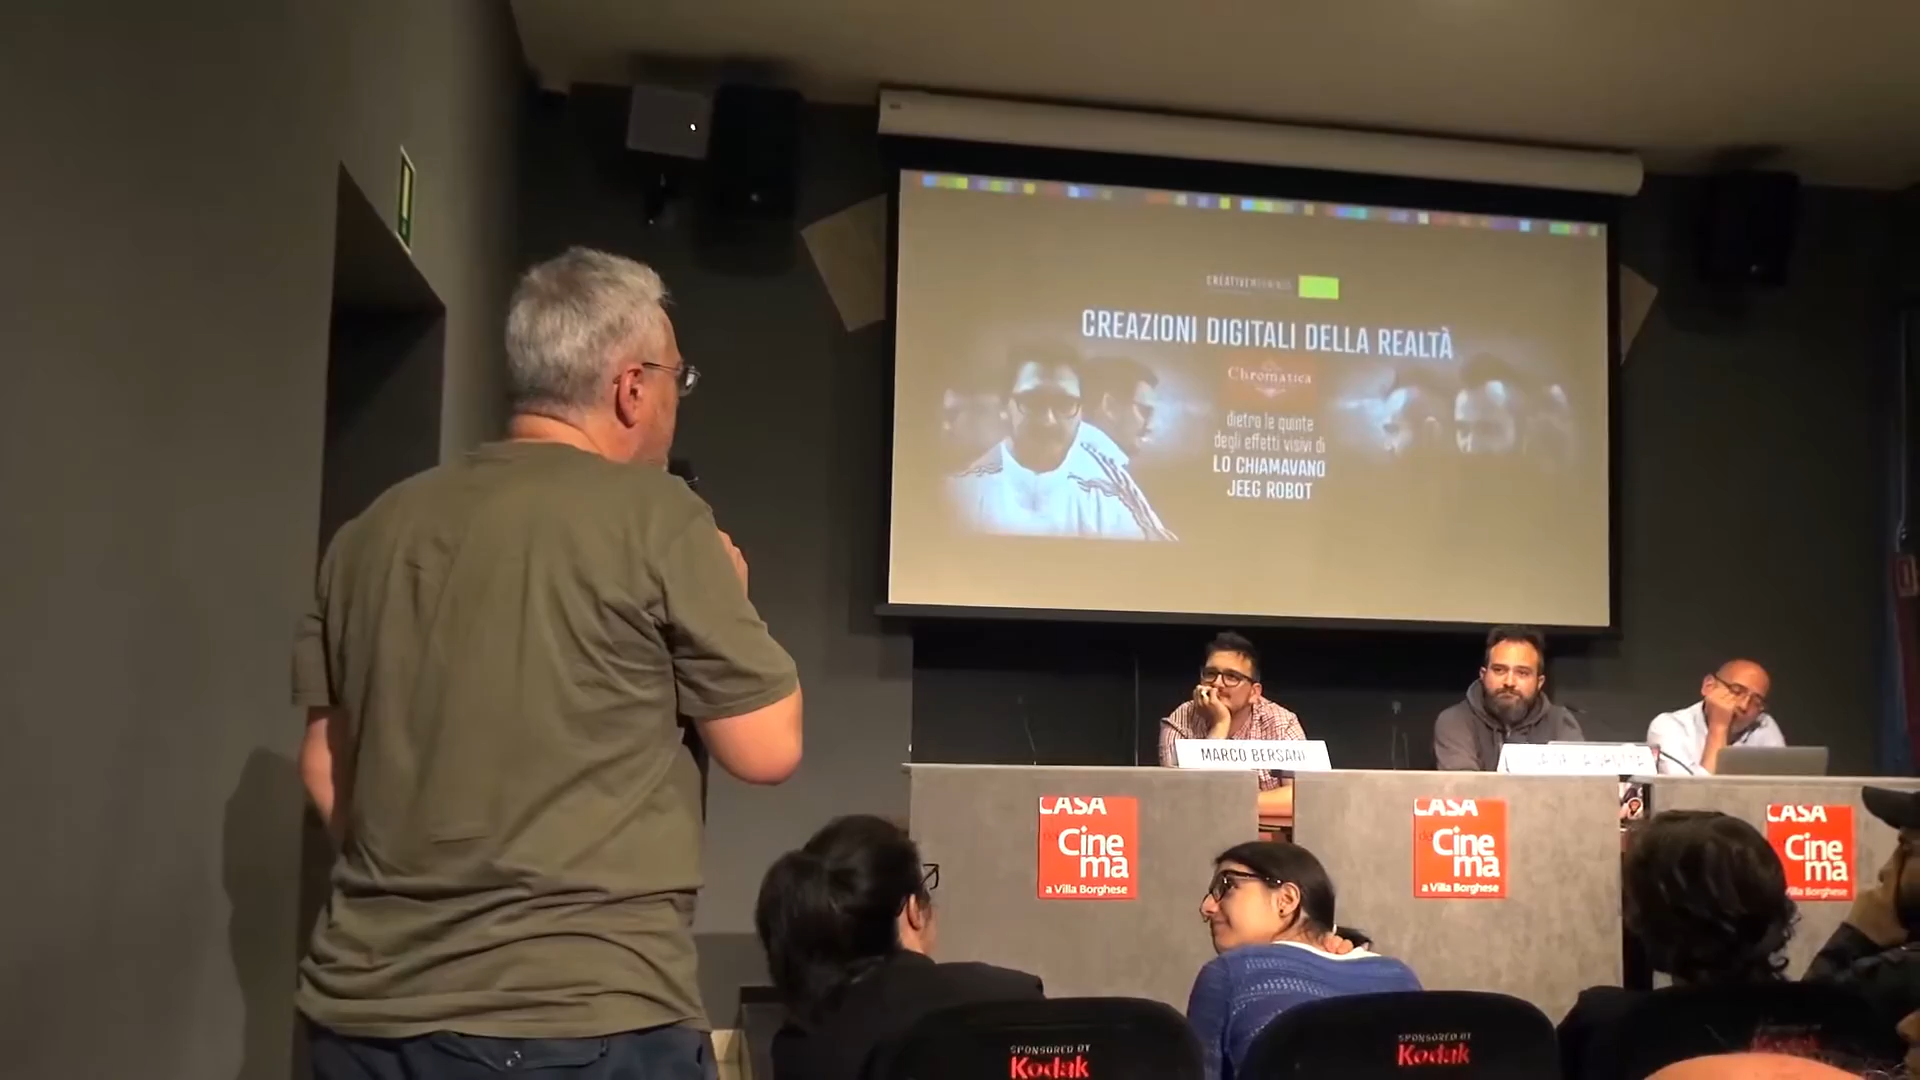 CREAZIONI DIGITALI DELLA REALTÀ
Chromatica
dietro le quinte
degli effetti visivi di
LO CHIAMAVANO
JEEG ROBOT
MARCO BERSANI
CASA
del
Cine
ma
a Villa Borghese
CASA
del
Cine
ma
a Villa Borghese
CASA
Cine
ma
a Villa Borghese
SPONSORED BY
Kodak
SPONSORED BY
Kodak